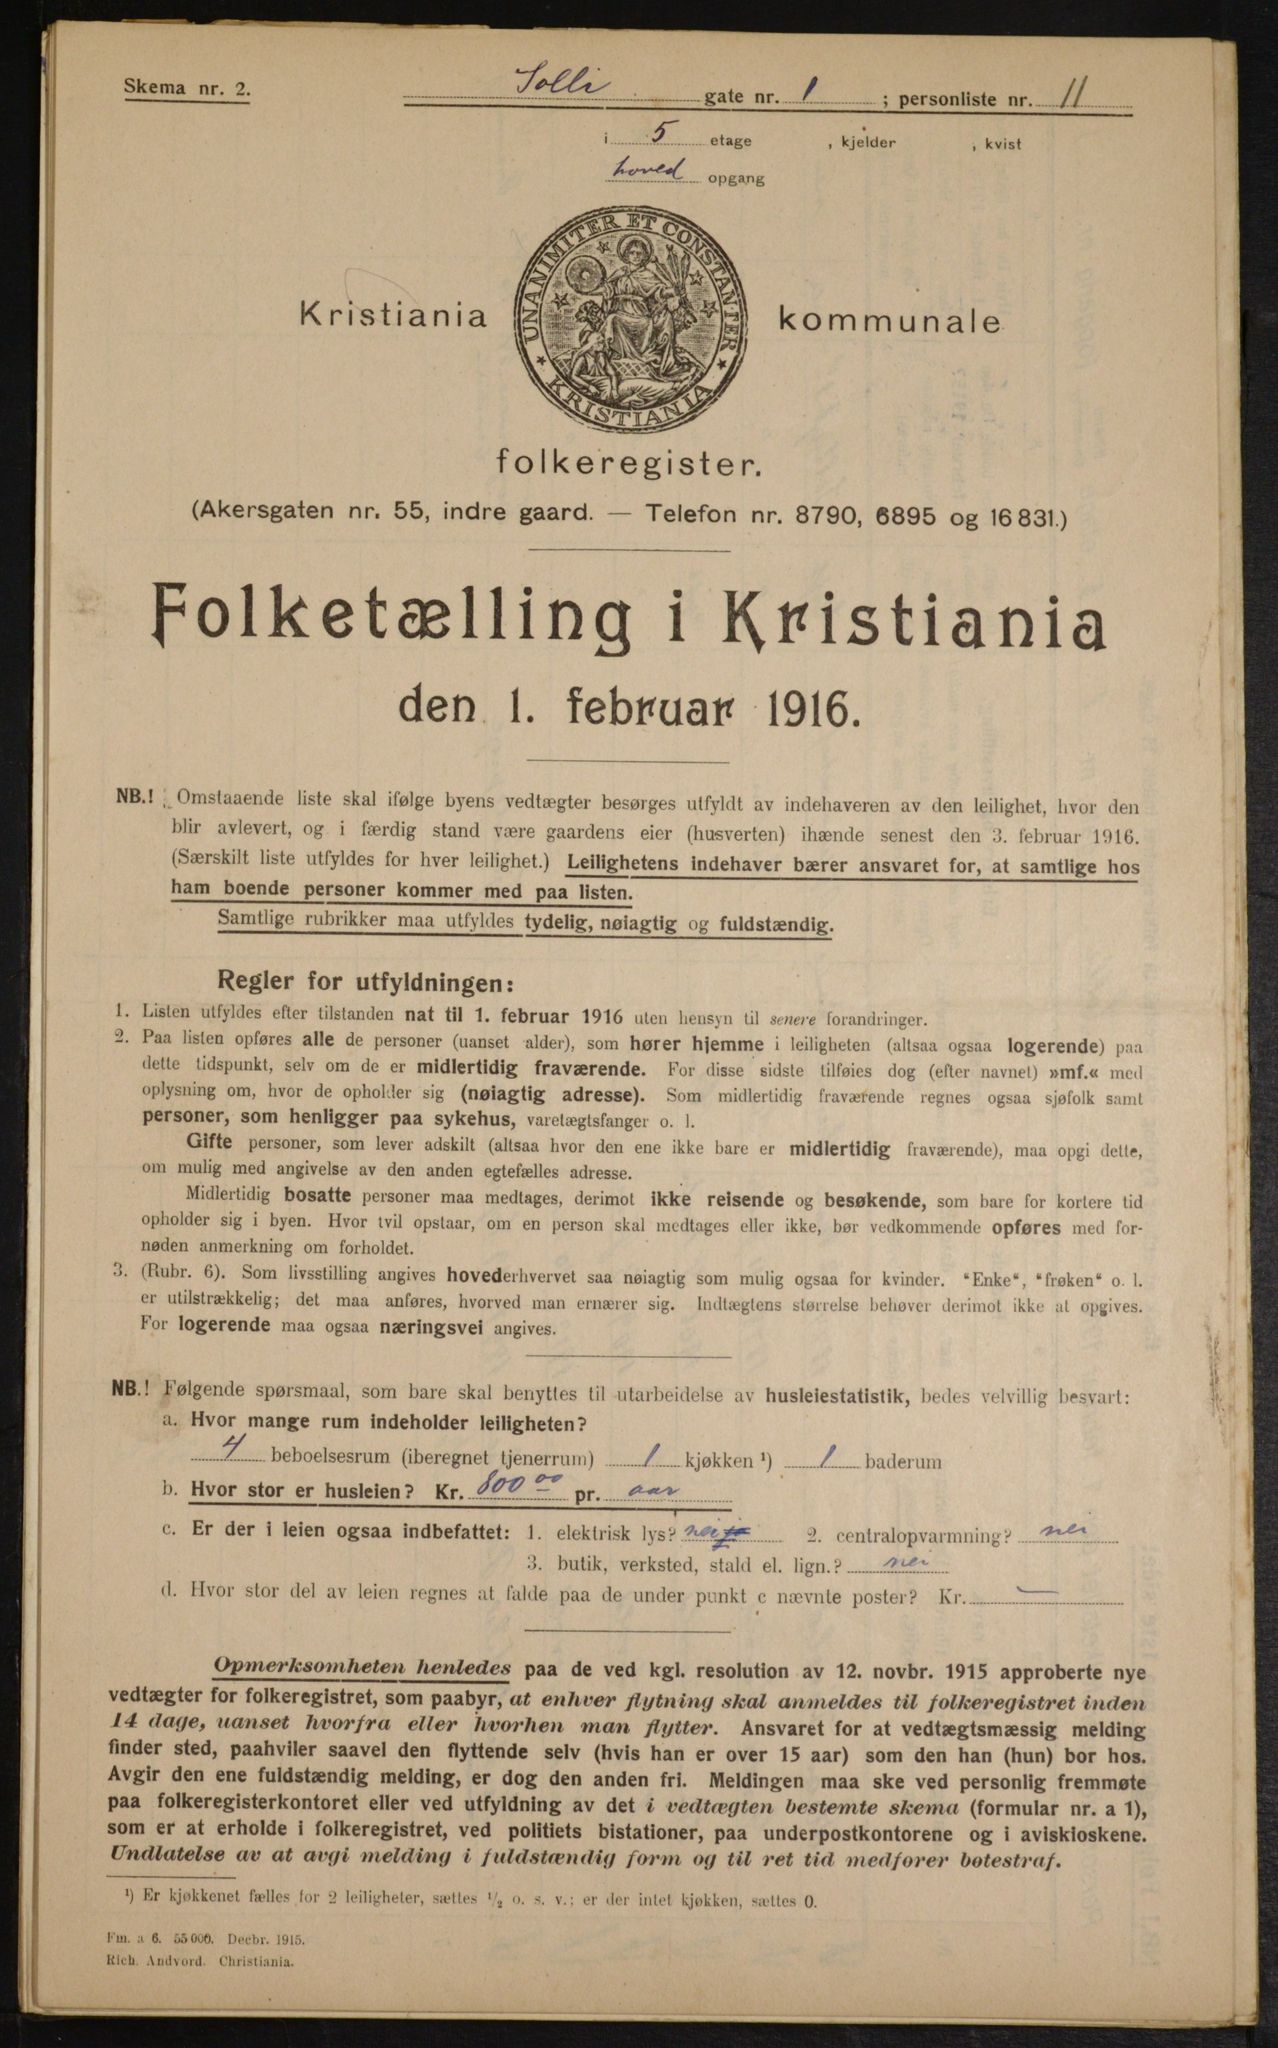 Skema nr. 2.
Solli gate nr. 1 ; personliste nr. 11
i 5 etage , kjelder , kvist
hoved opgang
UNANIMITER ET CONSTANTER
KRISTIANIA
Kristiania kommunale
folkeregister.
(Akersgaten nr. 55, indre gaard. — Telefon nr. 8790, 6895 og 16831.)
Folketælling i Kristiania
den 1. februar 1916.
NB.! Omstaaende liste skal ifølge byens vedtægter besørges utfyldt av indehaveren av den leilighet, hvor den
blir avlevert, og i færdig stand være gaardens eier (husverten) ihænde senest den 3. februar 1916.
(Særskilt liste utfyldes for hver leilighet.) Leilighetens indehaver bærer ansvaret for, at samtlige hos
ham boende personer kommer med paa listen.
Samtlige rubrikker maa utfyldes tydelig, nøiagtig og fuldstændig.
Regler for utfyldningen:
1. Listen utfyldes efter tilstanden nat til 1. februar 1916 uten hensyn til senere forandringer.
2. Paa listen opføres alle de personer (uanset alder), som hører hjemme i leiligheten (altsaa ogsaa logerende) paa
dette tidspunkt, selv om de er midlertidig fraværende. For disse sidste tilføies dog (efter navnet) »mf.« med
oplysning om, hvor de opholder sig (nøiagtig adresse). Som midlertidig fraværende regnes ogsaa sjøfolk samt
personer, som henligger paa sykehus, varetægtsfanger o. l.
Gifte personer, som lever adskilt (altsaa hvor den ene ikke bare er midlertidig fraværende), maa opgi dette,
om mulig med angivelse av den anden egtefælles adresse.
Midlertidig bosatte personer maa medtages, derimot ikke reisende og besøkende, som bare for kortere tid
opholder sig i byen. Hvor tvil opstaar, om en person skal medtages eller ikke, bør vedkommende opføres med for-
nøden anmerkning om forholdet.
3. (Rubr. 6). Som livsstilling angives hovederhvervet saa nøiagtig som mulig ogsaa for kvinder. "Enke", "frøken" o. l.
er utilstrækkelig; det maa anføres, hvorved man ernærer sig. Indtægtens størrelse behøver derimot ikke at opgives.
For logerende maa ogsaa næringsvei angives.
NB.! Følgende spørsmaal, som bare skal benyttes til utarbeidelse av husleiestatistik, bedes velvillig besvart:
a. Hvor mange rum indeholder leiligheten?
4 beboelsesrum (iberegnet tjenerrum) 1 kjøkken ¹) 1 baderum
b. Hvor stor er husleien? Kr. 800 00 pr. aar
c. Er der i leien ogsaa indbefattet: 1. elektrisk lys? nei 2. centralopvarmning? nei
3. butik, verksted, stald el. lign.? nei
d. Hvor stor del av leien regnes at falde paa de under punkt c nævnte poster? Kr. —
Opmerksomheten henledes paa de ved kgl. resolution av 12. novbr. 1915 approberte nye
vedtægter for folkeregistret, som paabyr, at enhver flytning skal anmeldes til folkeregistret inden
14 dage, uanset hvorfra eller hvorhen man flytter. Ansvaret for at vedtægtsmæssig melding
finder sted, paahviler saavel den flyttende selv (hvis han er over 15 aar) som den han (hun) bor hos.
Avgir den ene fuldstændig melding, er dog den anden fri. Meldingen maa ske ved personlig fremmøte
paa folkeregisterkontoret eller ved utfyldning av det i vedtægten bestemte skema (formular nr. a 1),
som er at erholde i folkeregistret, ved politiets bistationer, paa underpostkontorene og i aviskioskene.
Undlatelse av at avgi melding i fuldstændig form og til ret tid medfører bøtestraf.
¹) Er kjøkkenet fælles for 2 leiligheter, sættes ½ o. s. v.; er der intet kjøkken, sættes 0.
Fm. a 6. 55000. Decbr. 1915.
Rich. Andvord. Christiania.